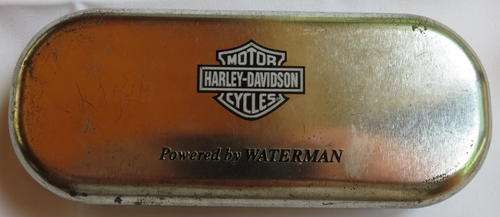 MOTOR
HARLEY-DAVIDSON
CYCLES
Powered by WATERMAN